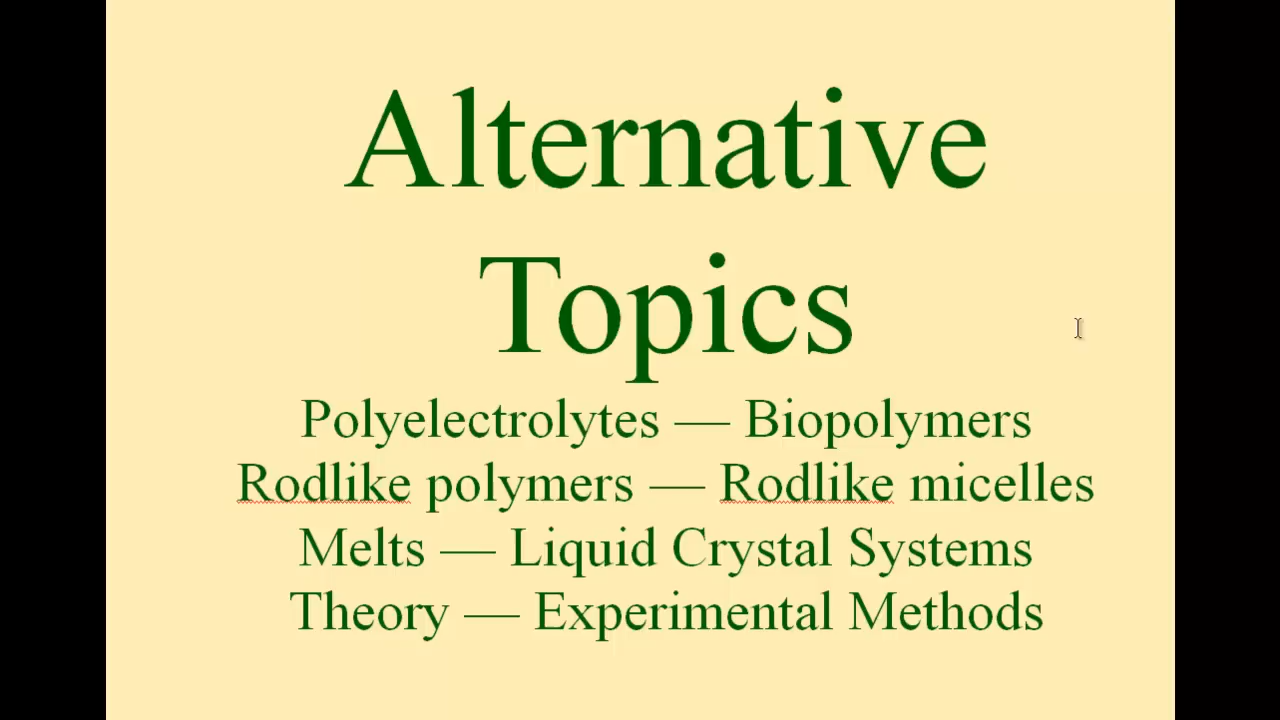 Alternative
Topics
Polyelectrolytes — Biopolymers
Rodlike polymers — Rodlike micelles
Melts — Liquid Crystal Systems
Theory — Experimental Methods